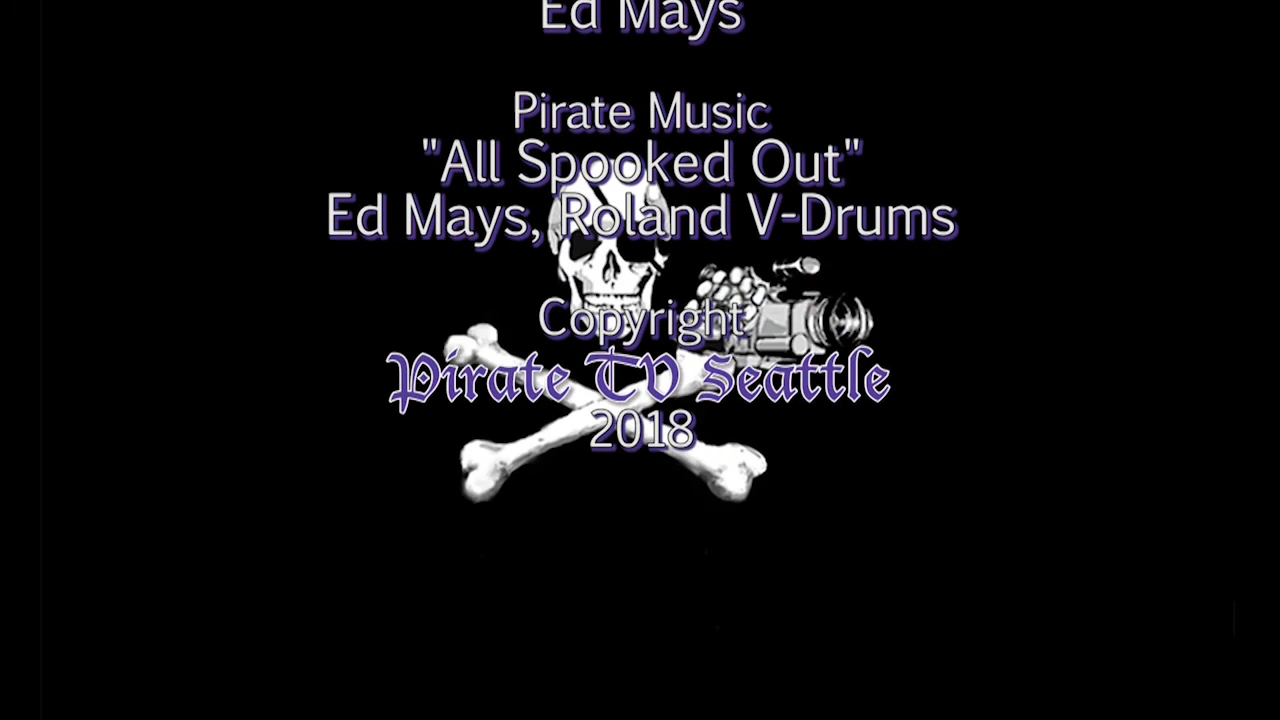 Ed Mays
Pirate Music
"All Spooked Out"
Ed Mays, Roland V-Drums
Copyright
Pirate TV Seattle
2018